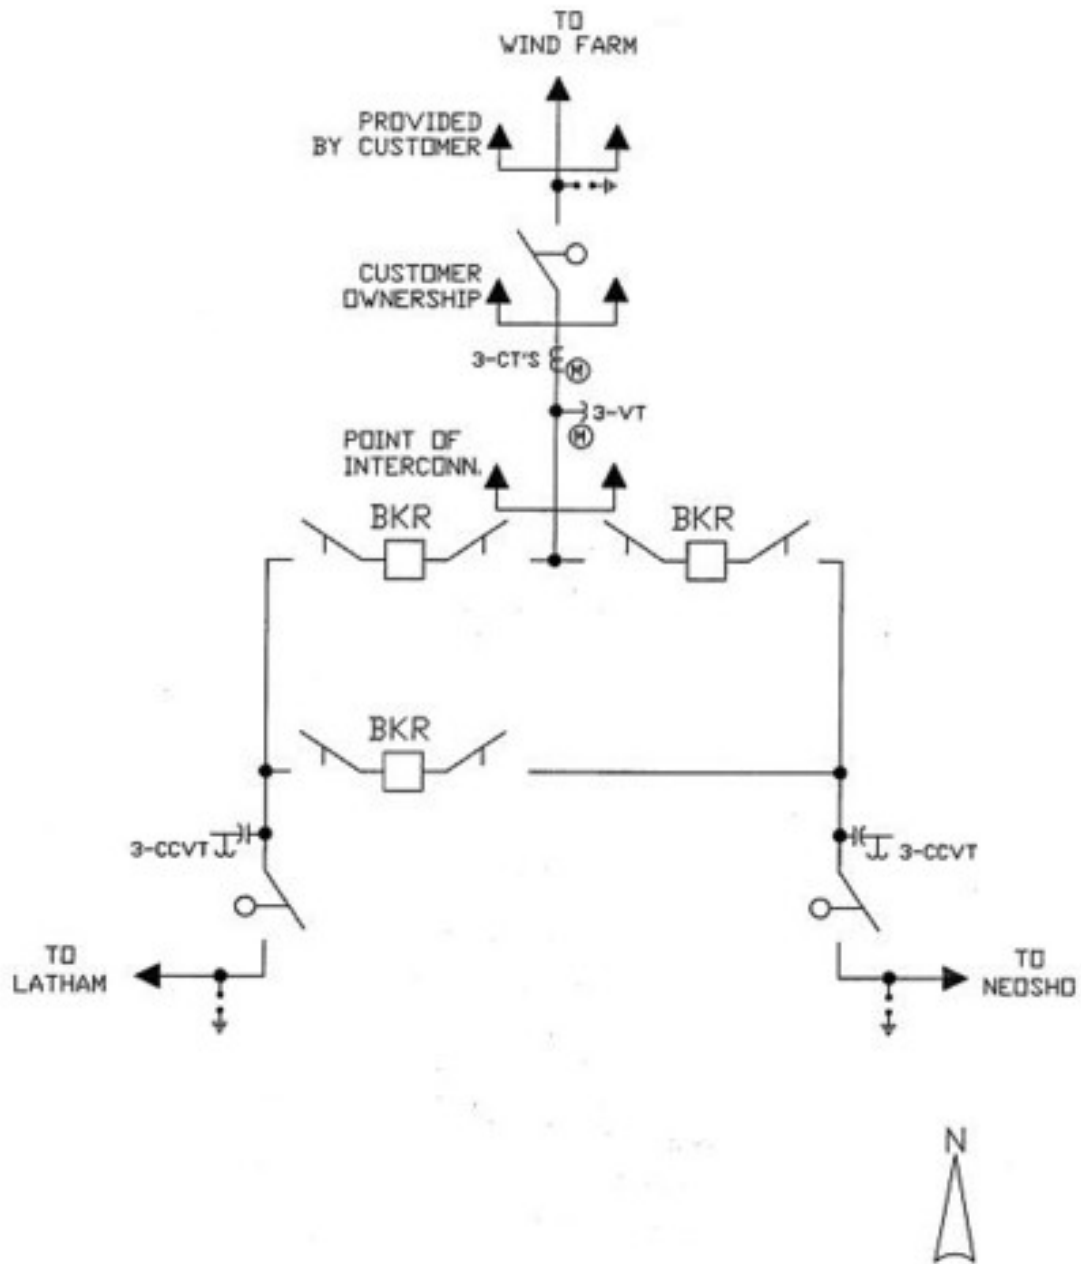 TO
WIND FARM
PROVIDED
BY CUSTOMER
CUSTOMER
OWNERSHIP
3-CT'S
M
3-VT
M
POINT OF
INTERCONN.
BKR
BKR
BKR
3-CCVT
3-CCVT
TO
LATHAM
TO
NEOSHO
N